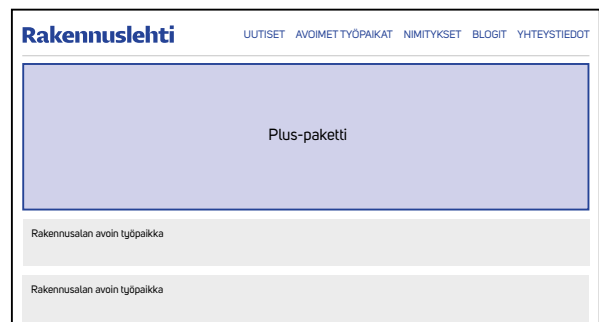 Rakennuslehti
UUTISET AVOIMET TYÖPAIKAT NIMITYKSET BLOGIT YHTEYSTIEDOT
Plus-paketti
Rakennusalan avoin työpaikka
Rakennusalan avoin työpaikka